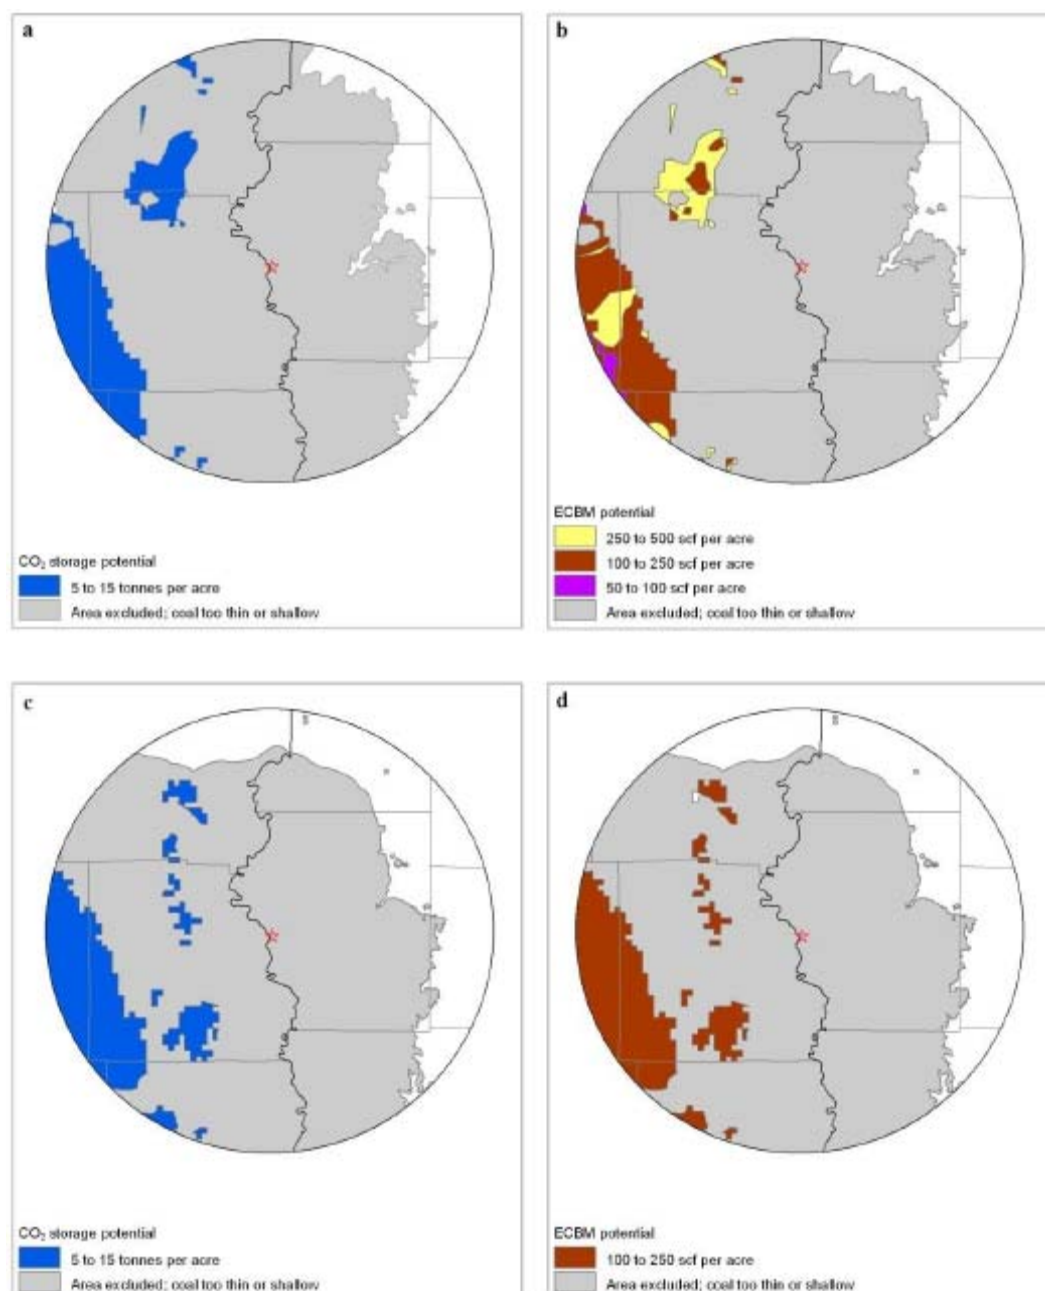 a
CO₂ storage potential
5 to 15 tonnes per acre
Area excluded; coal too thin or shallow
b
ECBM potential
250 to 500 scf per acre
100 to 250 scf per acre
50 to 100 scf per acre
Area excluded; coal too thin or shallow
c
CO₂ storage potential
5 to 15 tonnes per acre
Area excluded; coal too thin or shallow
d
ECBM potential
100 to 250 scf per acre
Area excluded; coal too thin or shallow